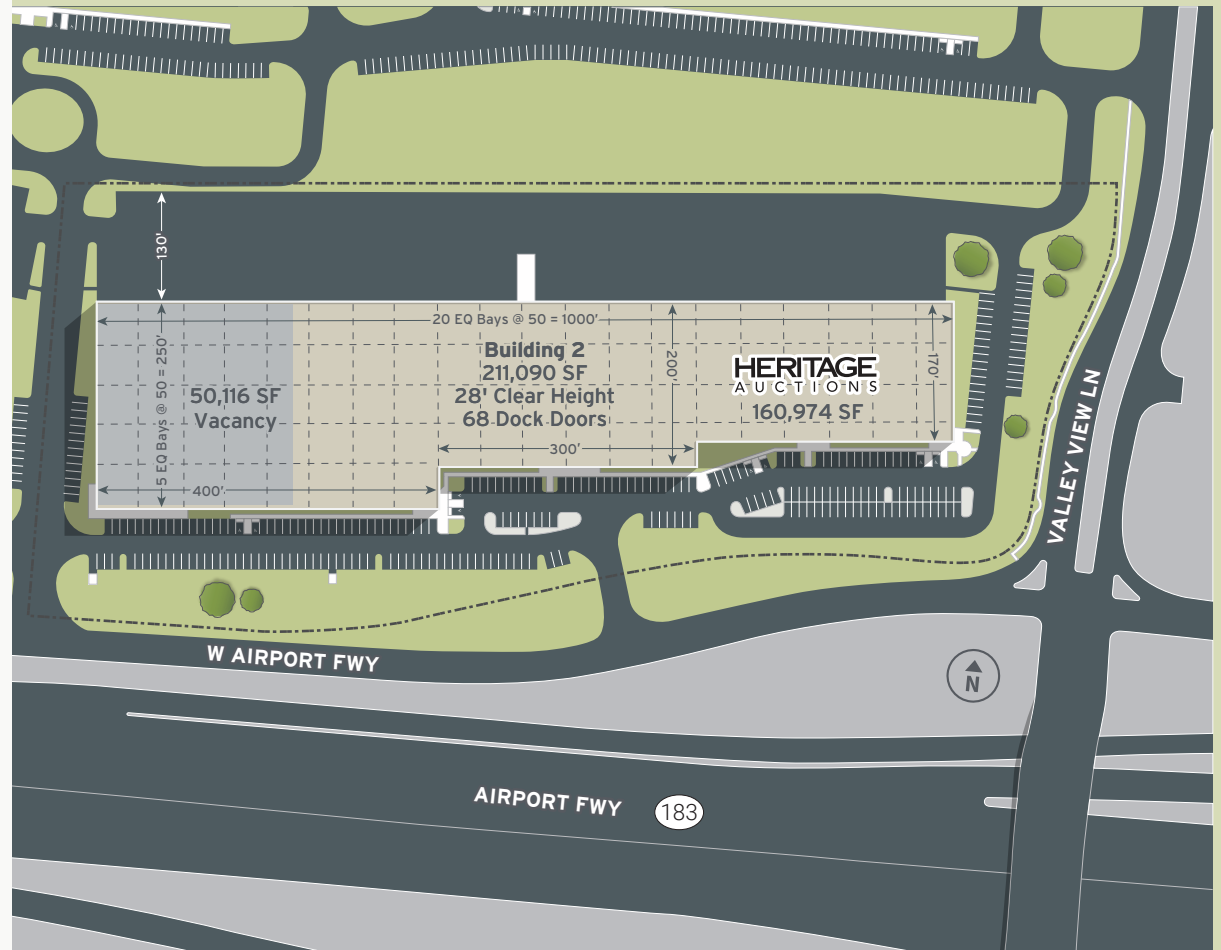 130'
20 EQ Bays @ 50 = 1000'
5 EQ Bays @ 50 = 250'
50,116 SF
Vacancy
Building 2
211,090 SF
28' Clear Height
68 Dock Doors
200'
HERITAGE
AUCTIONS
160,974 SF
170'
300'
400'
VALLEY VIEW LN
W AIRPORT FWY
N
AIRPORT FWY 183